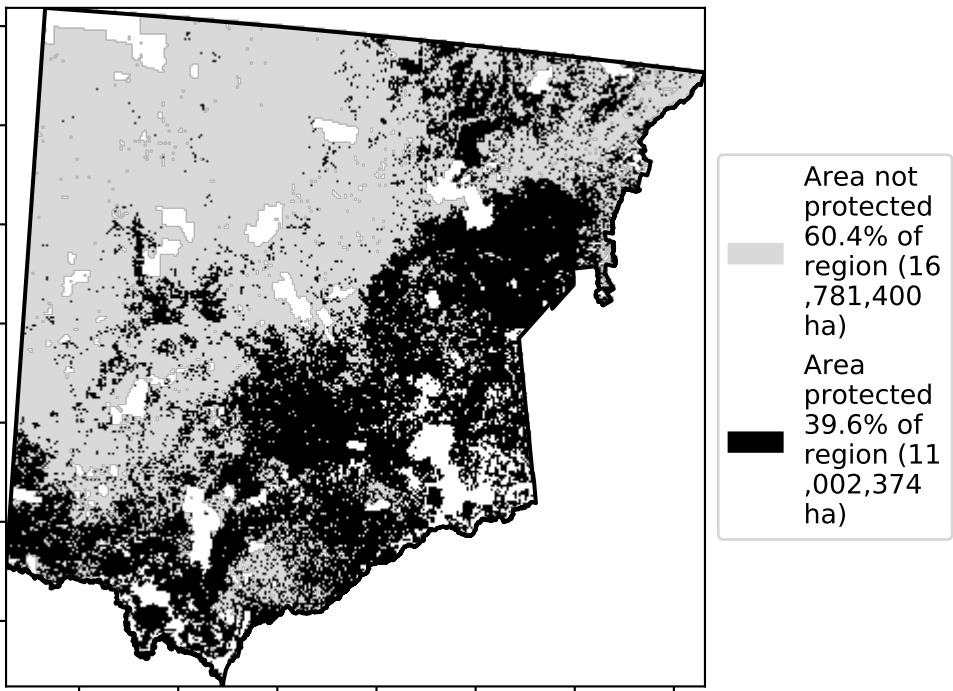 Area not
protected
60.4% of
region (16
,781,400
ha)
Area
protected
39.6% of
region (11
,002,374
ha)